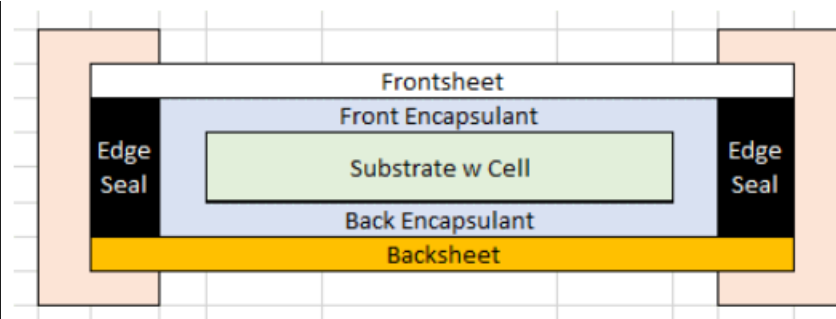 Frontsheet
Front Encapsulant
Edge
Seal
Substrate w Cell
Edge
Seal
Back Encapsulant
Backsheet